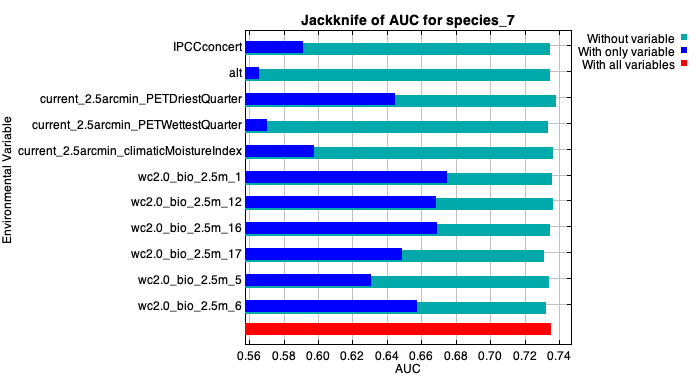 Jackknife of AUC for species_7
Without variable
With only variable
With all variables
Environmental Variable
IPCCconcert
alt
current_2.5arcmin_PETDriestQuarter
current_2.5arcmin_PETWettestQuarter
current_2.5arcmin_climaticMoistureIndex
wc2.0_bio_2.5m_1
wc2.0_bio_2.5m_12
wc2.0_bio_2.5m_16
wc2.0_bio_2.5m_17
wc2.0_bio_2.5m_5
wc2.0_bio_2.5m_6
0.56 0.58 0.60 0.62 0.64 0.66 0.68 0.70 0.72 0.74
AUC